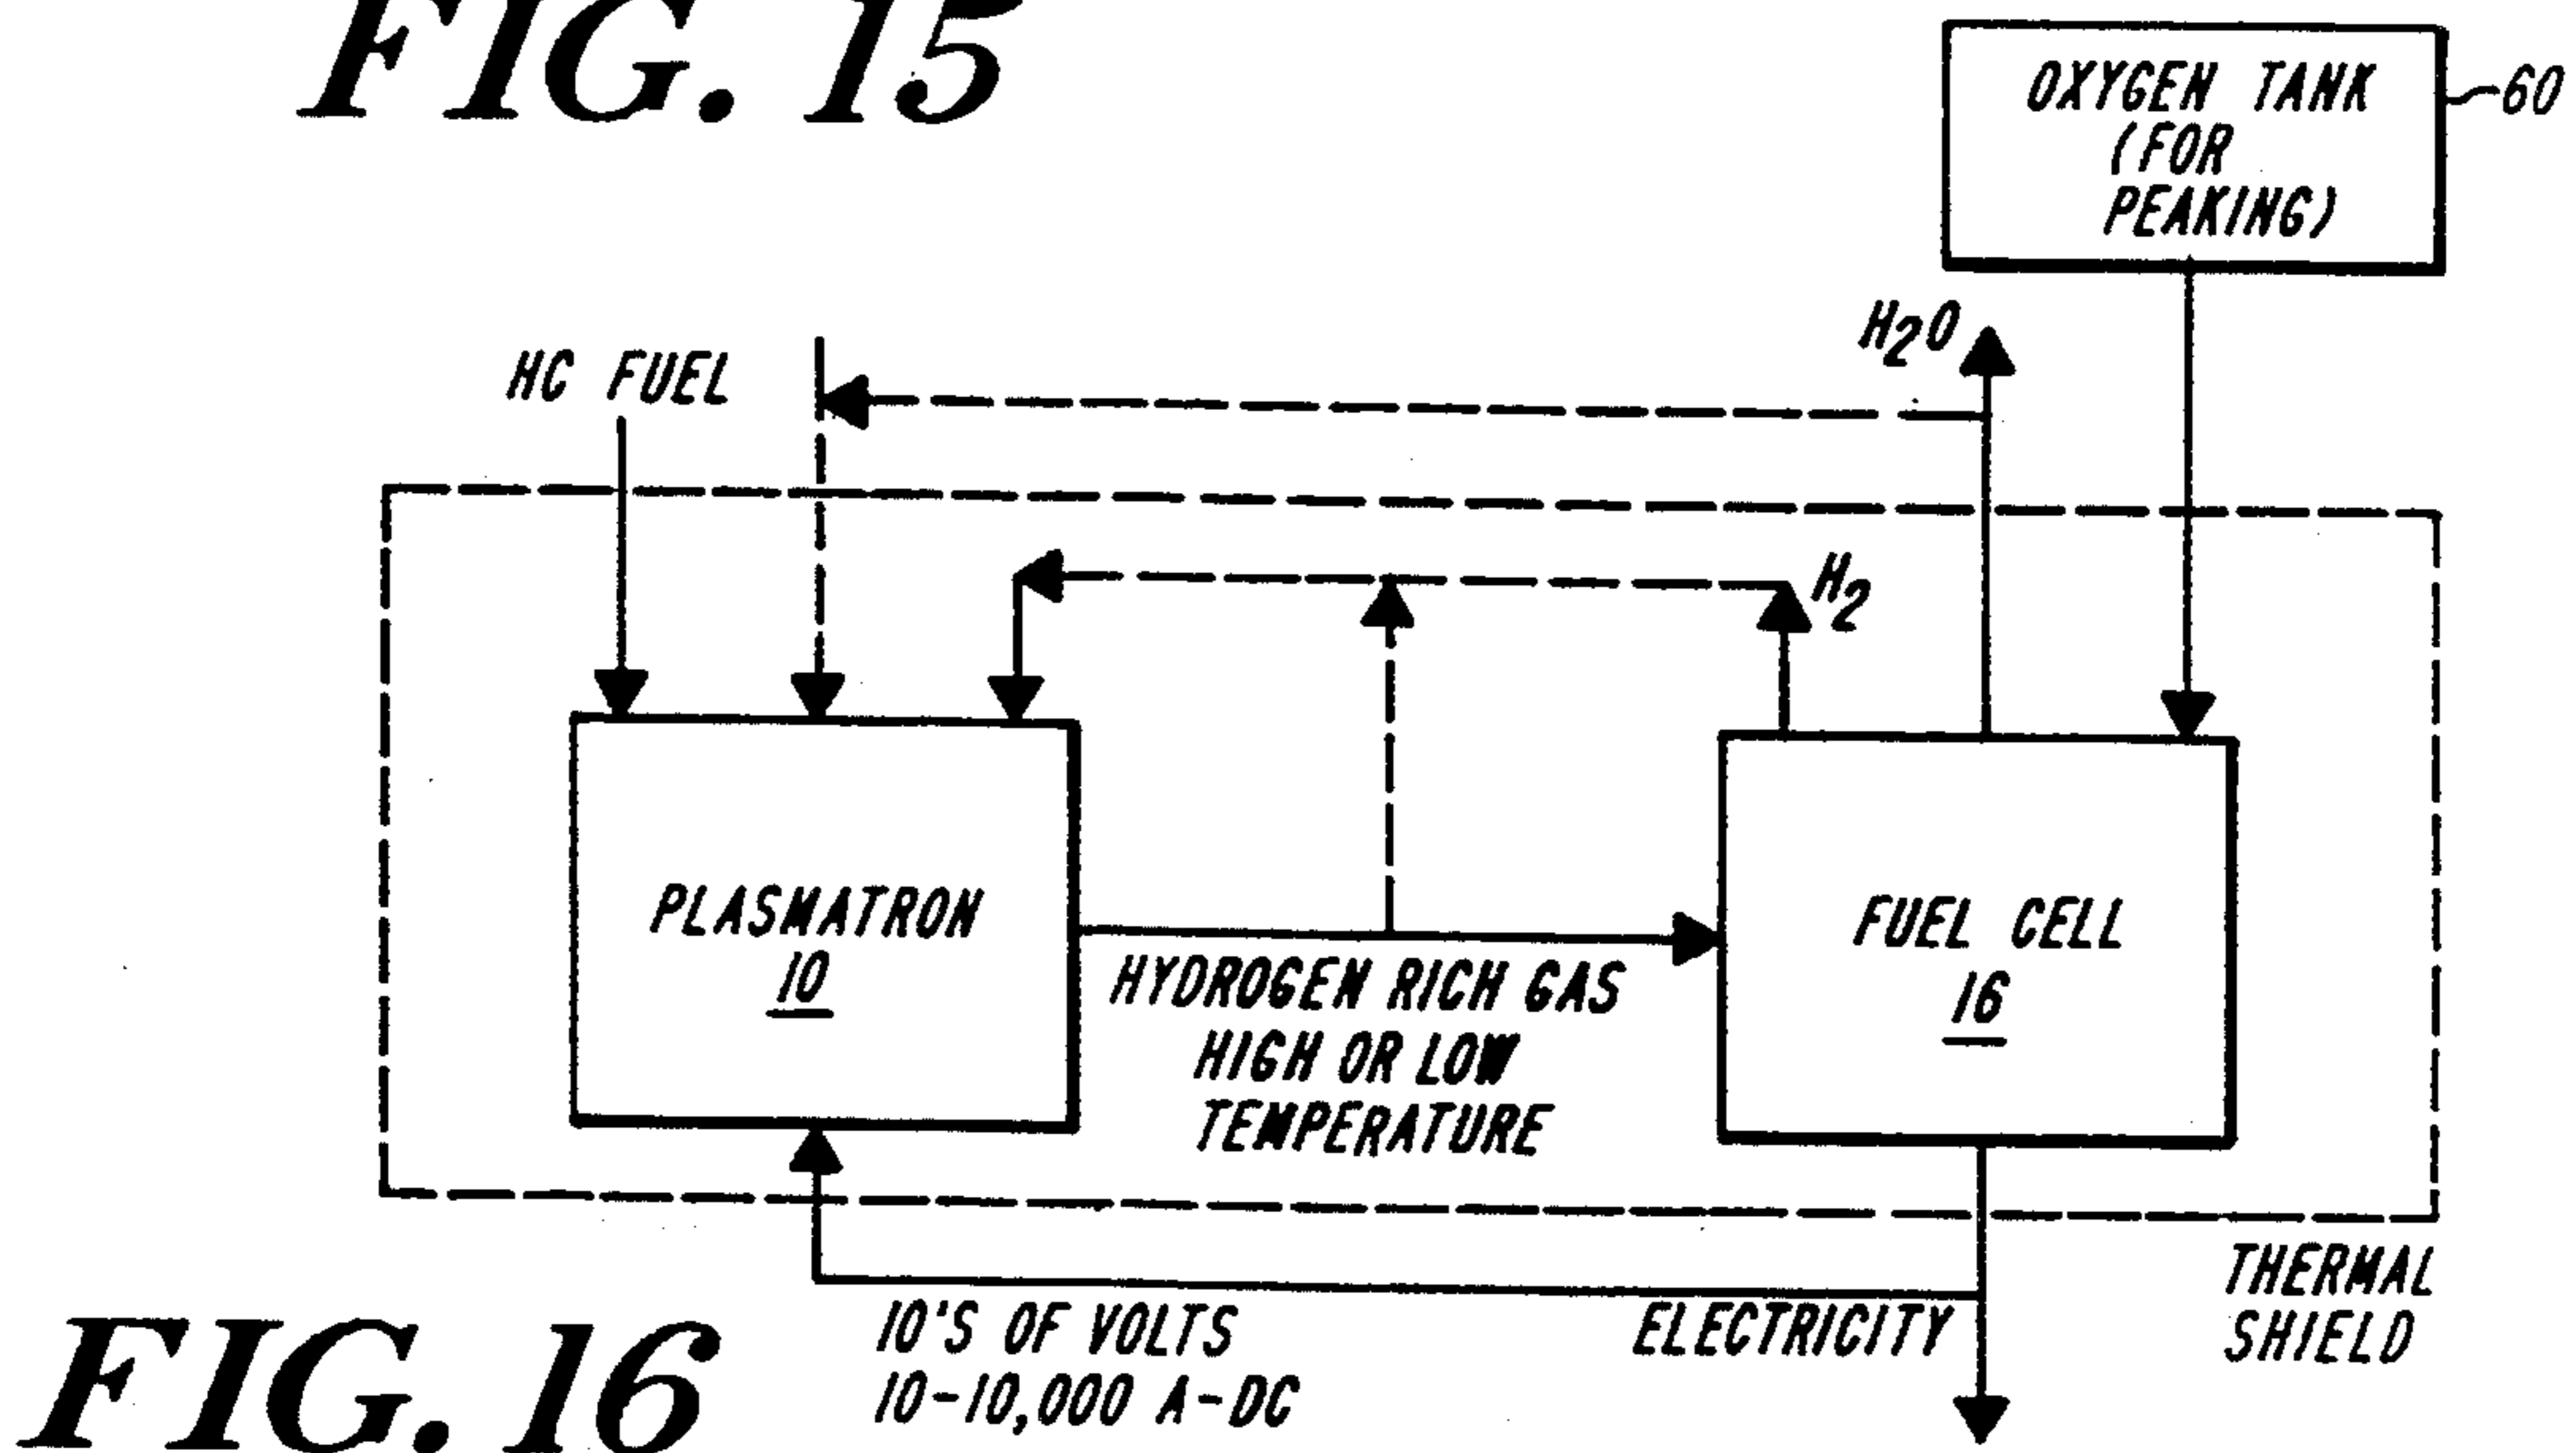 FIG. 15
OXYGEN TANK
(FOR
PEAKING)
60
H2O
HC FUEL
H2
PLASMATRON
10
FUEL CELL
16
HYDROGEN RICH GAS
HIGH OR LOW
TEMPERATURE
THERMAL
SHIELD
10'S OF VOLTS
10-10,000 A-DC
ELECTRICITY
FIG. 16